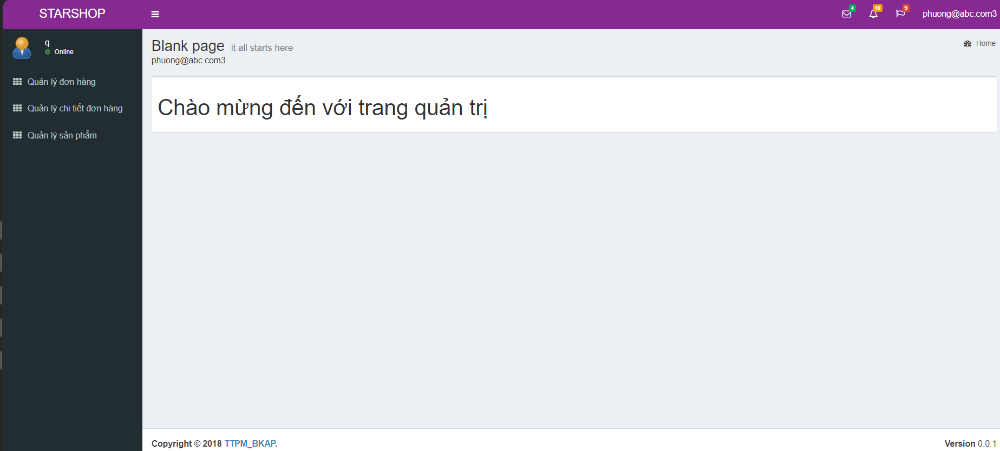 STARSHOP
4
10
9
phuong@abc.com3
q
Online
Quản lý đơn hàng
Quản lý chi tiết đơn hàng
Quản lý sản phẩm
Blank page it all starts here
Home
phuong@abc.com3
Chào mừng đến với trang quản trị
Copyright © 2018 TTPM_BKAP.
Version 0.0.1